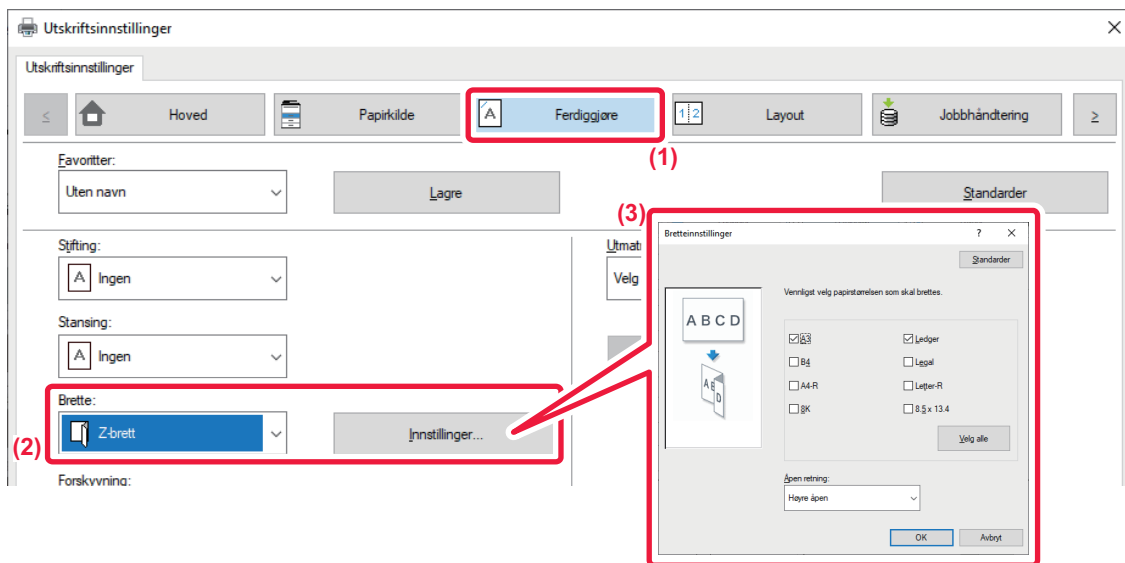 Utskriftsinnstillinger
Utskriftsinnstillinger
≤ Hoved Papirkilde A Ferdiggjøre 1 2 Layout Jobbhåndtering ≥
(1)
Favoritter:
Uten navn Lagre Standarder
(3)
Stifting: Utmat
A Ingen Velg
Stansing:
A Ingen
Brette:
(2) Z-brett Innstillinger...
Forskyvning:
Bretteinnstillinger ?
Standarder
Vennligst velg papirstørrelsen som skal brettes.
A B C D
A3 Ledger
B4 Legal
A4-R Letter-R
8K 8.5 x 13.4
Velg alle
Åpen retning:
Høyre åpen
OK Avbryt